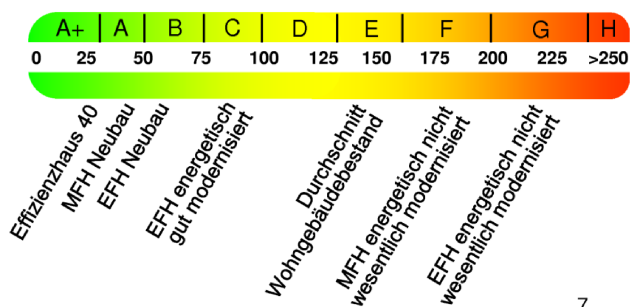 A+ A B C D E F G H
0 25 50 75 100 125 150 175 200 225 >250
Effizienzhaus 40
MFH Neubau
EFH Neubau
EFH energetisch
gut modernisiert
Durchschnitt
Wohngebäudebestand
MFH energetisch nicht
wesentlich modernisiert
EFH energetisch nicht
wesentlich modernisiert
7